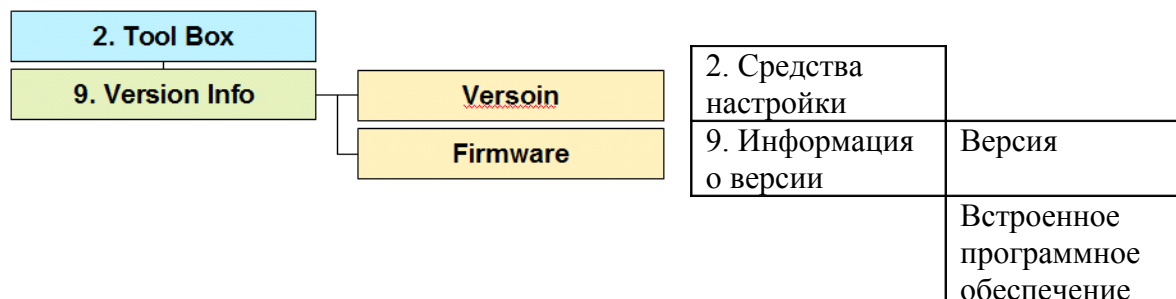 2. Tool Box
9. Version Info
Versoin
Firmware
2. Средства
настройки
9. Информация
о версии
Версия
Встроенное
программное
обеспечение